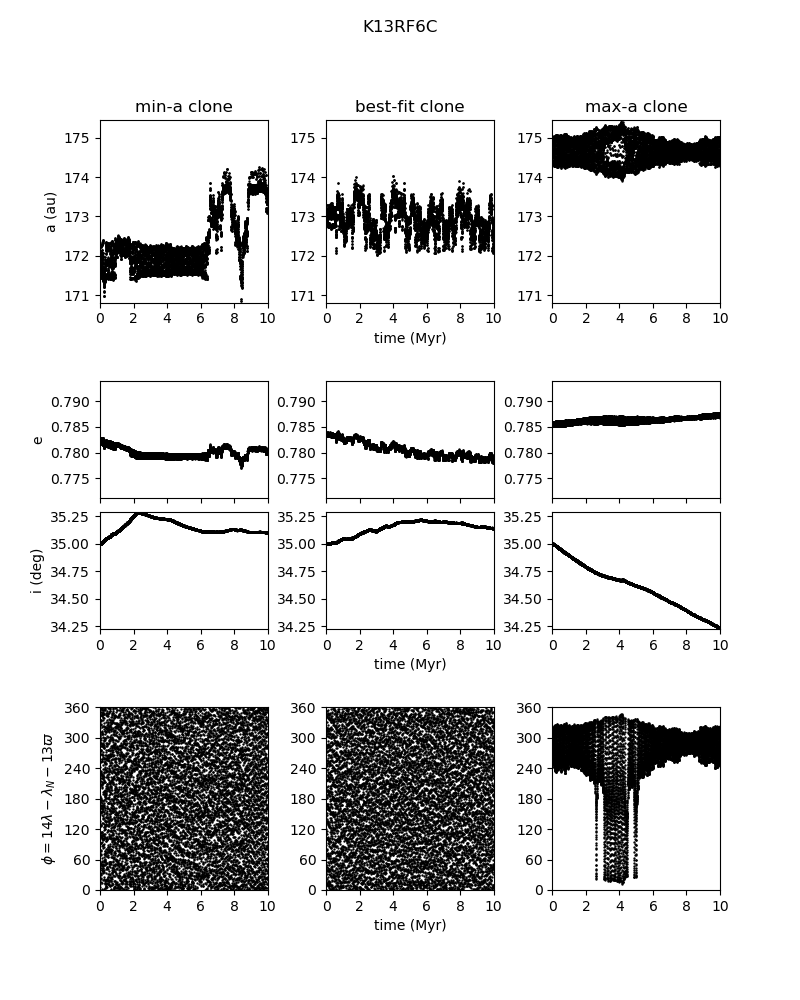 K13RF6C
min-a clone best-fit clone max-a clone
175 175 175
174 174 174
173 173 173
172 172 172
171 171 171
a (au)
0 2 4 6 8 10 0 2 4 6 8 10 0 2 4 6 8 10
time (Myr)
0.790 0.790 0.790
0.785 0.785 0.785
0.780 0.780 0.780
0.775 0.775 0.775
e
35.25 35.25 35.25
35.00 35.00 35.00
34.75 34.75 34.75
34.50 34.50 34.50
34.25 34.25 34.25
i (deg)
0 2 4 6 8 10 0 2 4 6 8 10 0 2 4 6 8 10
time (Myr)
360 360 360
300 300 300
240 240 240
180 180 180
120 120 120
60 60 60
0 0 0
ϕ = 14λ − λ_N − 13ϖ
0 2 4 6 8 10 0 2 4 6 8 10 0 2 4 6 8 10
time (Myr)